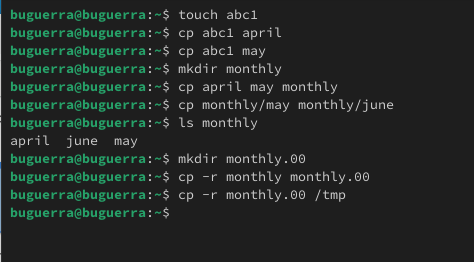 buguerra@buguerra:~$ touch abc1
buguerra@buguerra:~$ cp abc1 april
buguerra@buguerra:~$ cp abc1 may
buguerra@buguerra:~$ mkdir monthly
buguerra@buguerra:~$ cp april may monthly
buguerra@buguerra:~$ cp monthly/may monthly/june
buguerra@buguerra:~$ ls monthly
april  june  may
buguerra@buguerra:~$ mkdir monthly.00
buguerra@buguerra:~$ cp -r monthly monthly.00
buguerra@buguerra:~$ cp -r monthly.00 /tmp
buguerra@buguerra:~$